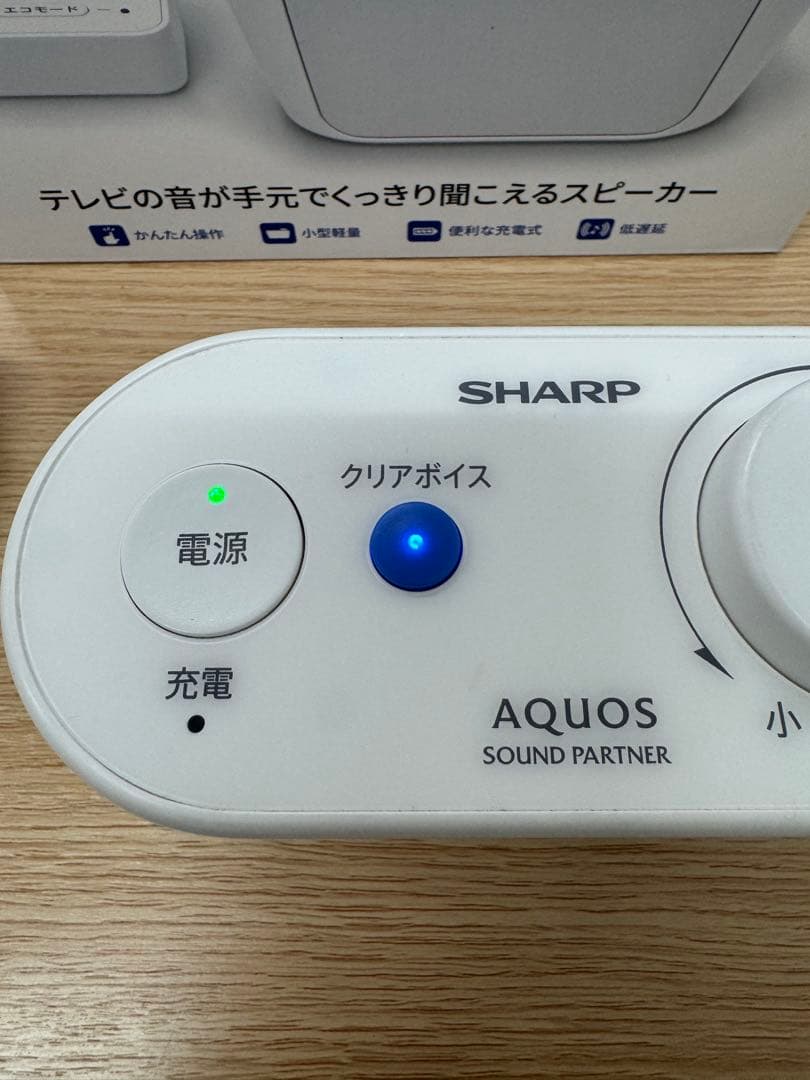 エコモード
テレビの音が手元でくっきり聞こえるスピーカー
かんたん操作 小型軽量 便利な充電式 低遅延
SHARP
クリアボイス
電源
充電
AQUOS
SOUND PARTNER
小